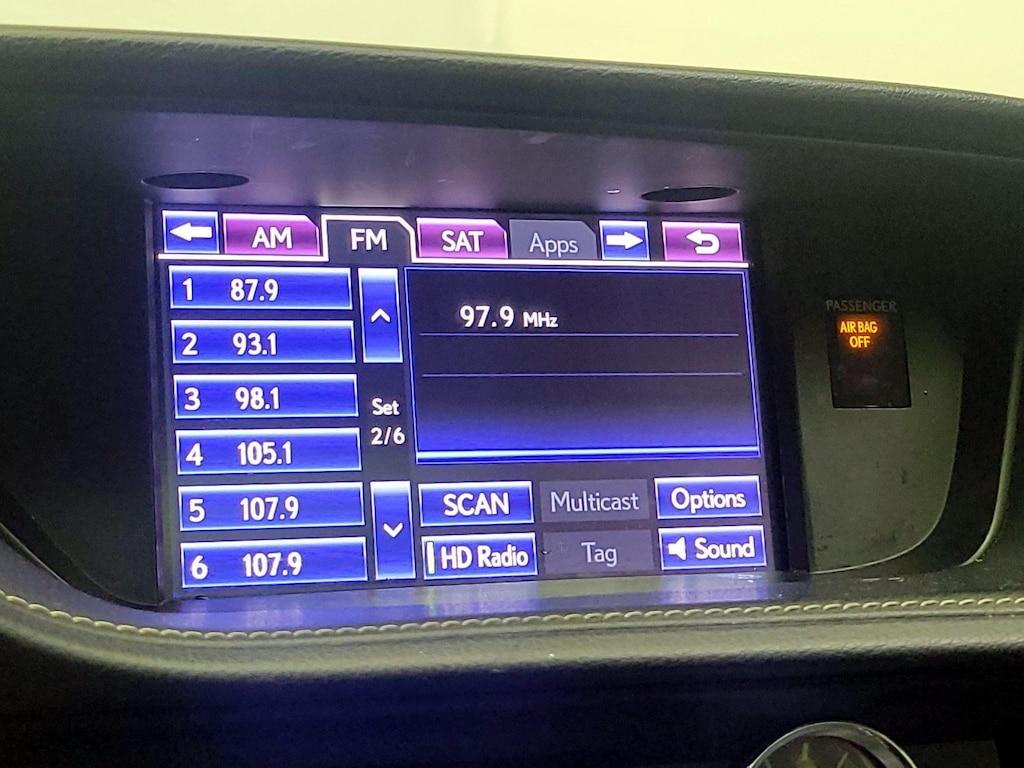 AM FM SAT Apps
1 87.9
2 93.1
3 98.1
4 105.1
5 107.9
6 107.9
Set
2/6
97.9 MHz
SCAN Multicast Options
HD Radio Tag Sound
PASSENGER
AIR BAG
OFF